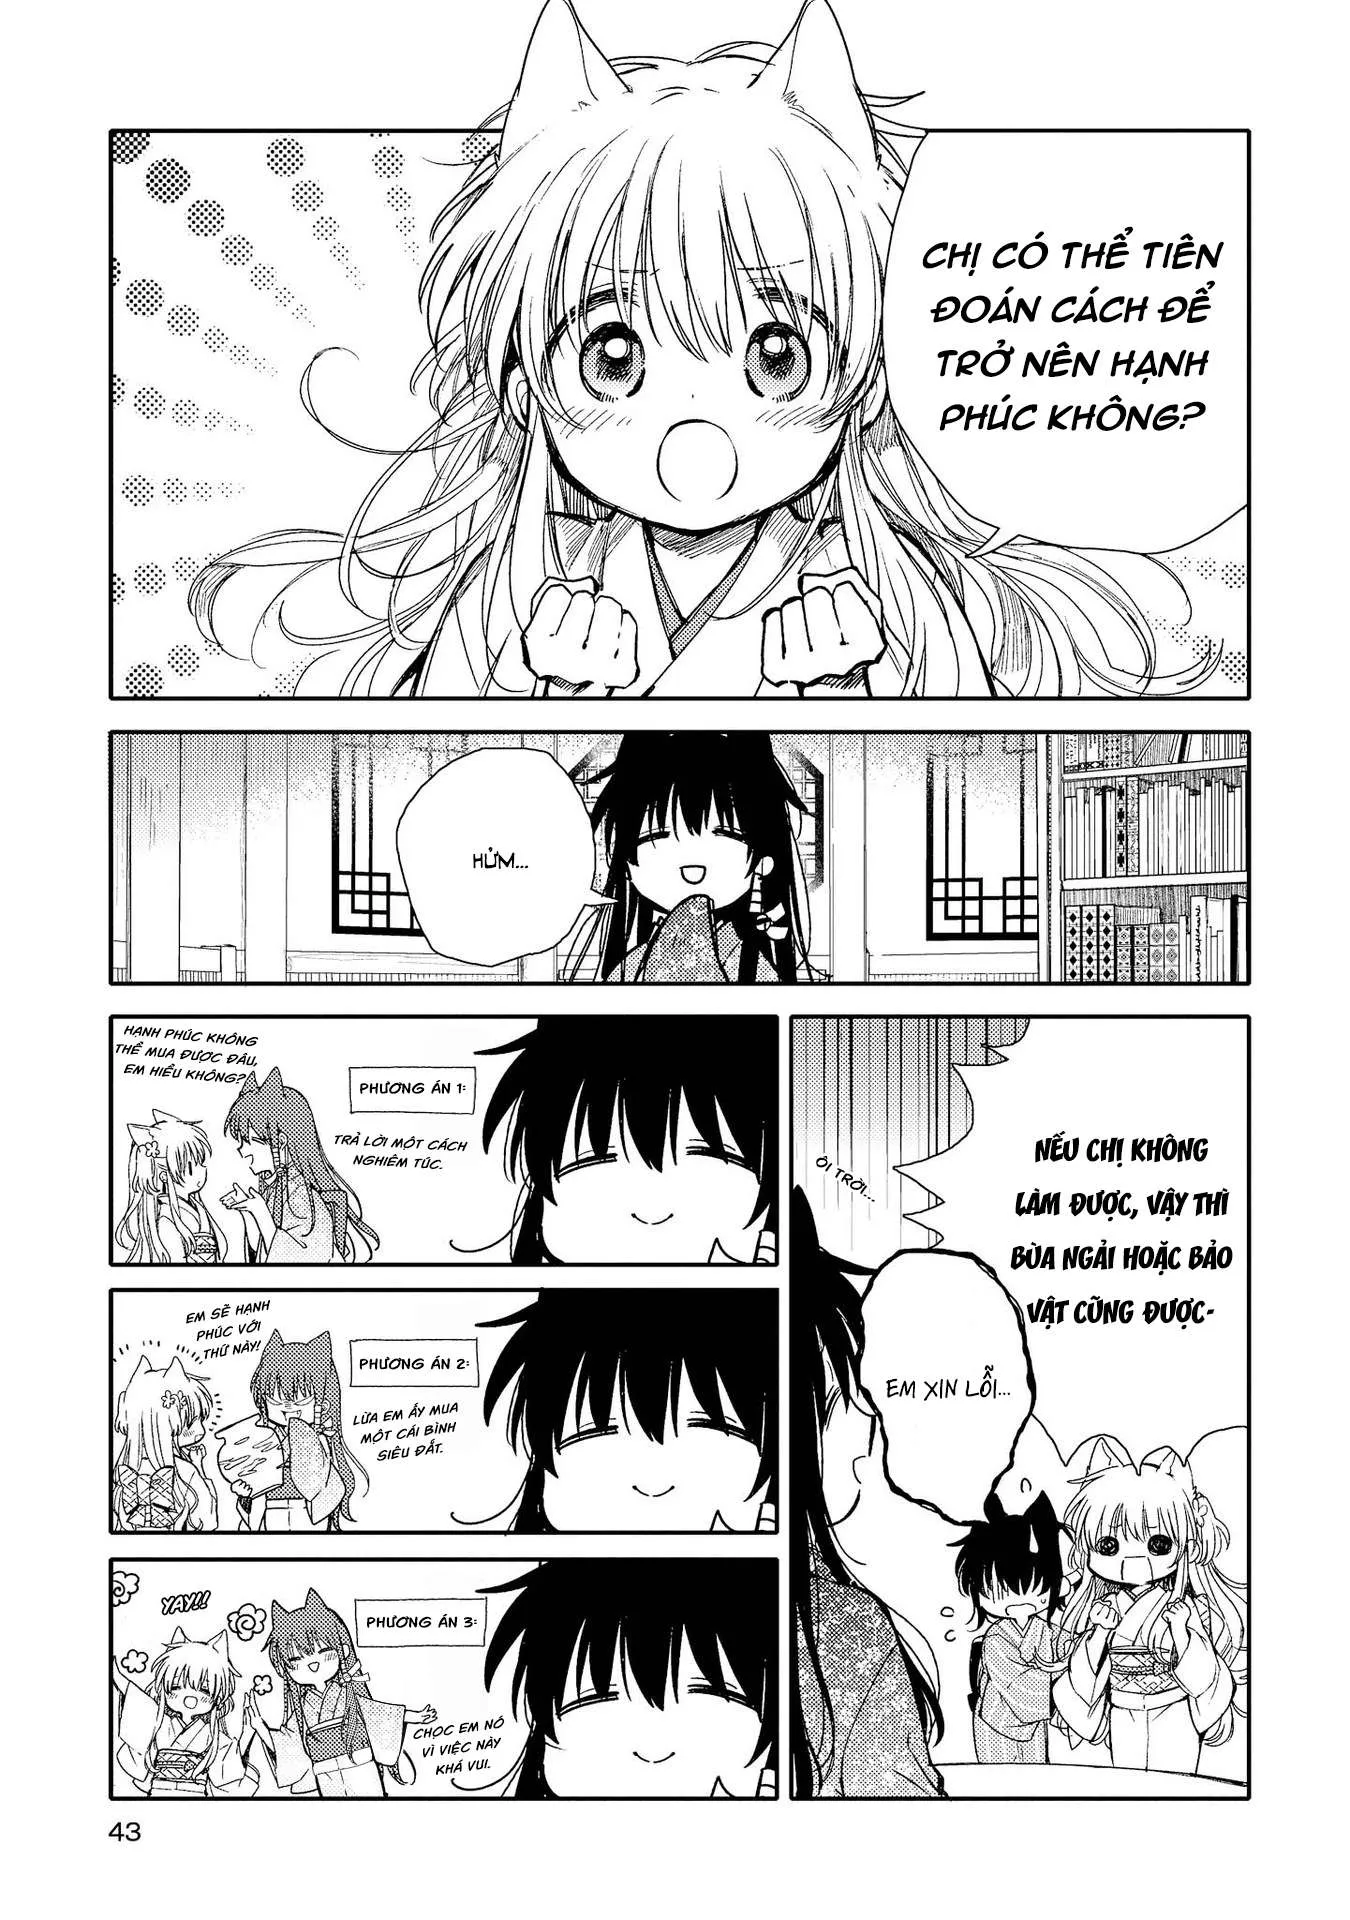 CHỊ CÓ THỂ TIÊN
ĐOÁN CÁCH ĐỂ
TRỞ NÊN HẠNH
PHÚC KHÔNG?
HỬM...
NẾU CHỊ KHÔNG
LÀM ĐƯỢC, VẬY THÌ
BÙA NGẢI HOẶC BẢO
VẬT CŨNG ĐƯỢC-
ÔI TRỜI...
EM XIN LỖI...
HẠNH PHÚC KHÔNG
THỂ MUA ĐƯỢC ĐÂU,
EM HIỂU KHÔNG?
PHƯƠNG ÁN 1:
TRẢ LỜI MỘT CÁCH
NGHIÊM TÚC.
EM SẼ HẠNH
PHÚC VỚI
THỨ NÀY!
PHƯƠNG ÁN 2:
LỪA EM ẤY MUA
MỘT CÁI BÌNH
SIÊU ĐẮT.
YAY!!
PHƯƠNG ÁN 3:
CHỌC EM NÓ
VÌ VIỆC NÀY
KHÁ VUI.
43